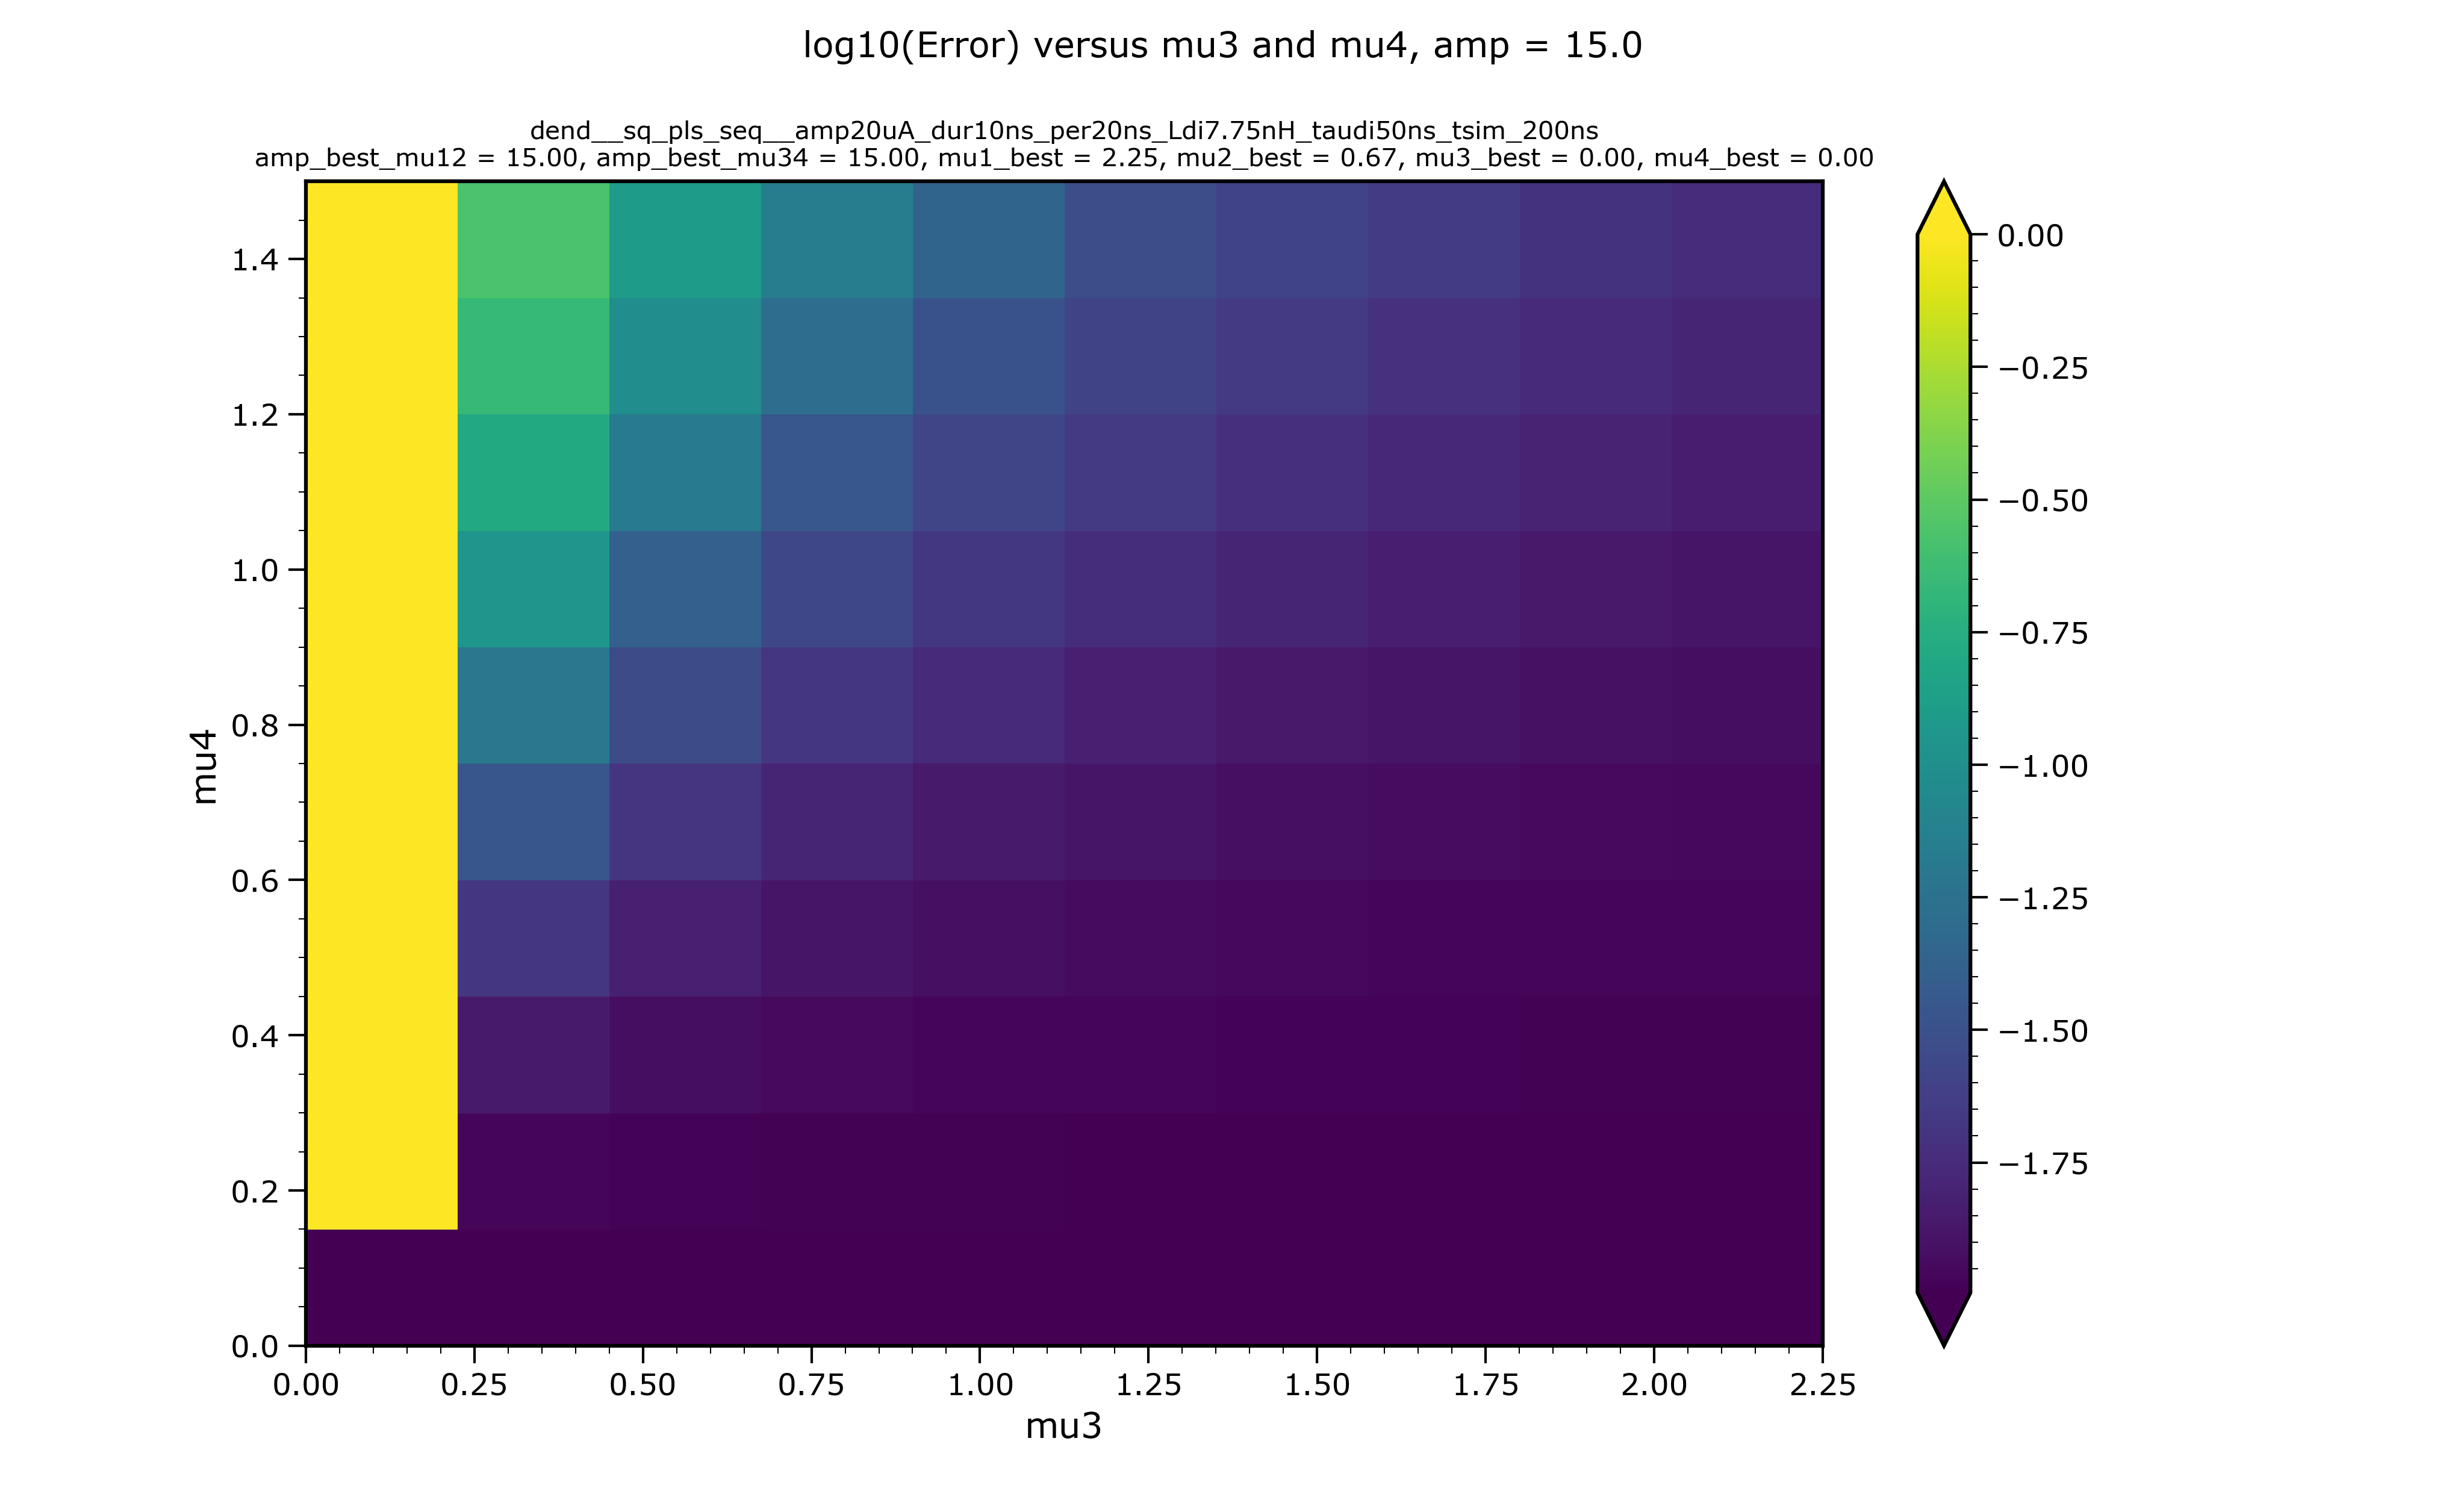 log10(Error) versus mu3 and mu4, amp = 15.0
dend__sq_pls_seq__amp20uA_dur10ns_per20ns_Ldi7.75nH_taudi50ns_tsim_200ns
amp_best_mu12 = 15.00, amp_best_mu34 = 15.00, mu1_best = 2.25, mu2_best = 0.67, mu3_best = 0.00, mu4_best = 0.00
mu4
1.4
1.2
1.0
0.8
0.6
0.4
0.2
0.0
0.00 0.25 0.50 0.75 1.00 1.25 1.50 1.75 2.00 2.25
mu3
0.00
−0.25
−0.50
−0.75
−1.00
−1.25
−1.50
−1.75